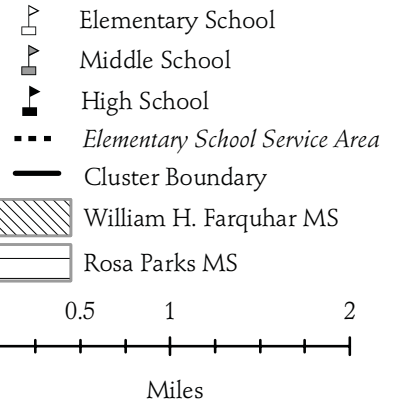 Elementary School
Middle School
High School
Elementary School Service Area
Cluster Boundary
William H. Farquhar MS
Rosa Parks MS
0.5 1 2
Miles